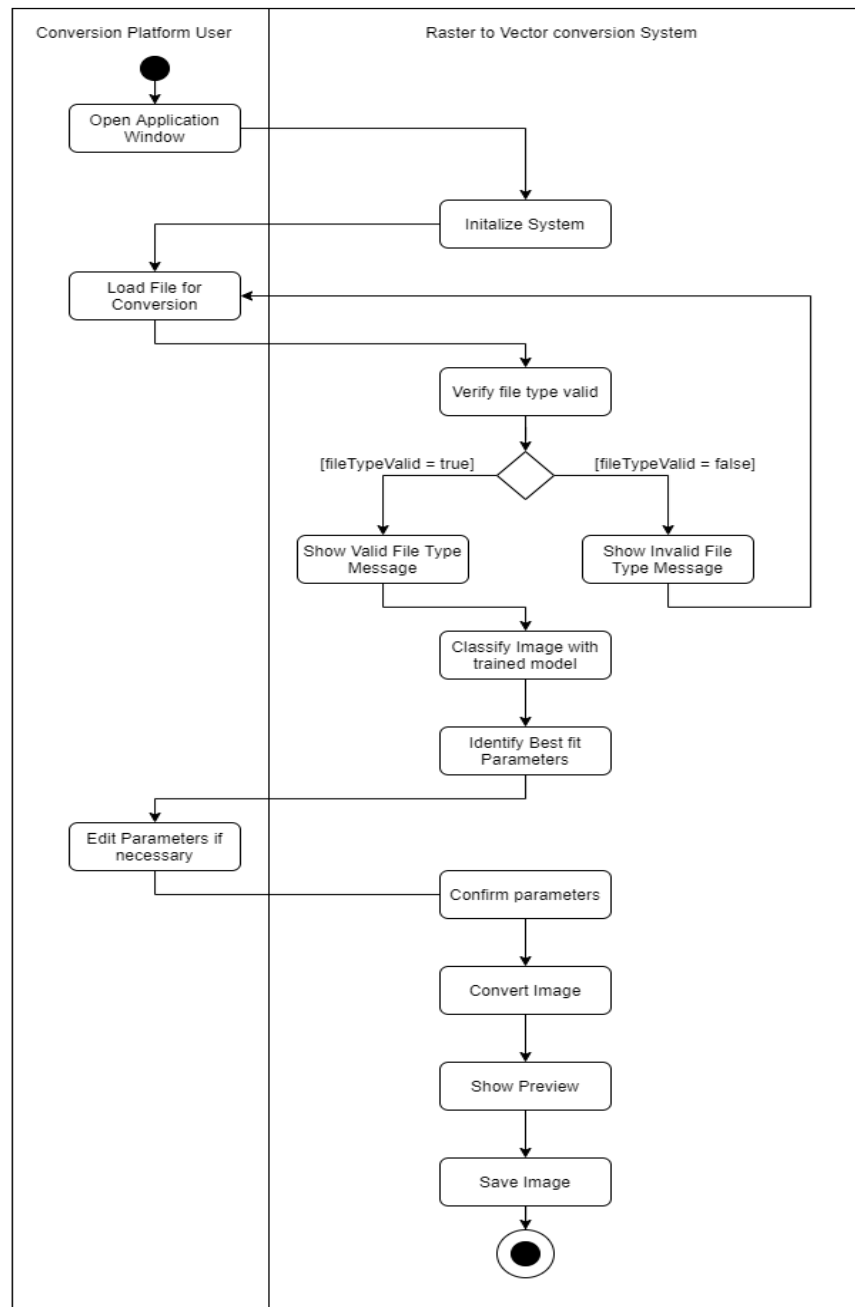 Conversion Platform User
Raster to Vector conversion System
Open Application
Window
Initalize System
Load File for
Conversion
Verify file type valid
[fileTypeValid = true]
[fileTypeValid = false]
Show Valid File Type
Message
Show Invalid File
Type Message
Classify Image with
trained model
Identify Best fit
Parameters
Edit Parameters if
necessary
Confirm parameters
Convert Image
Show Preview
Save Image